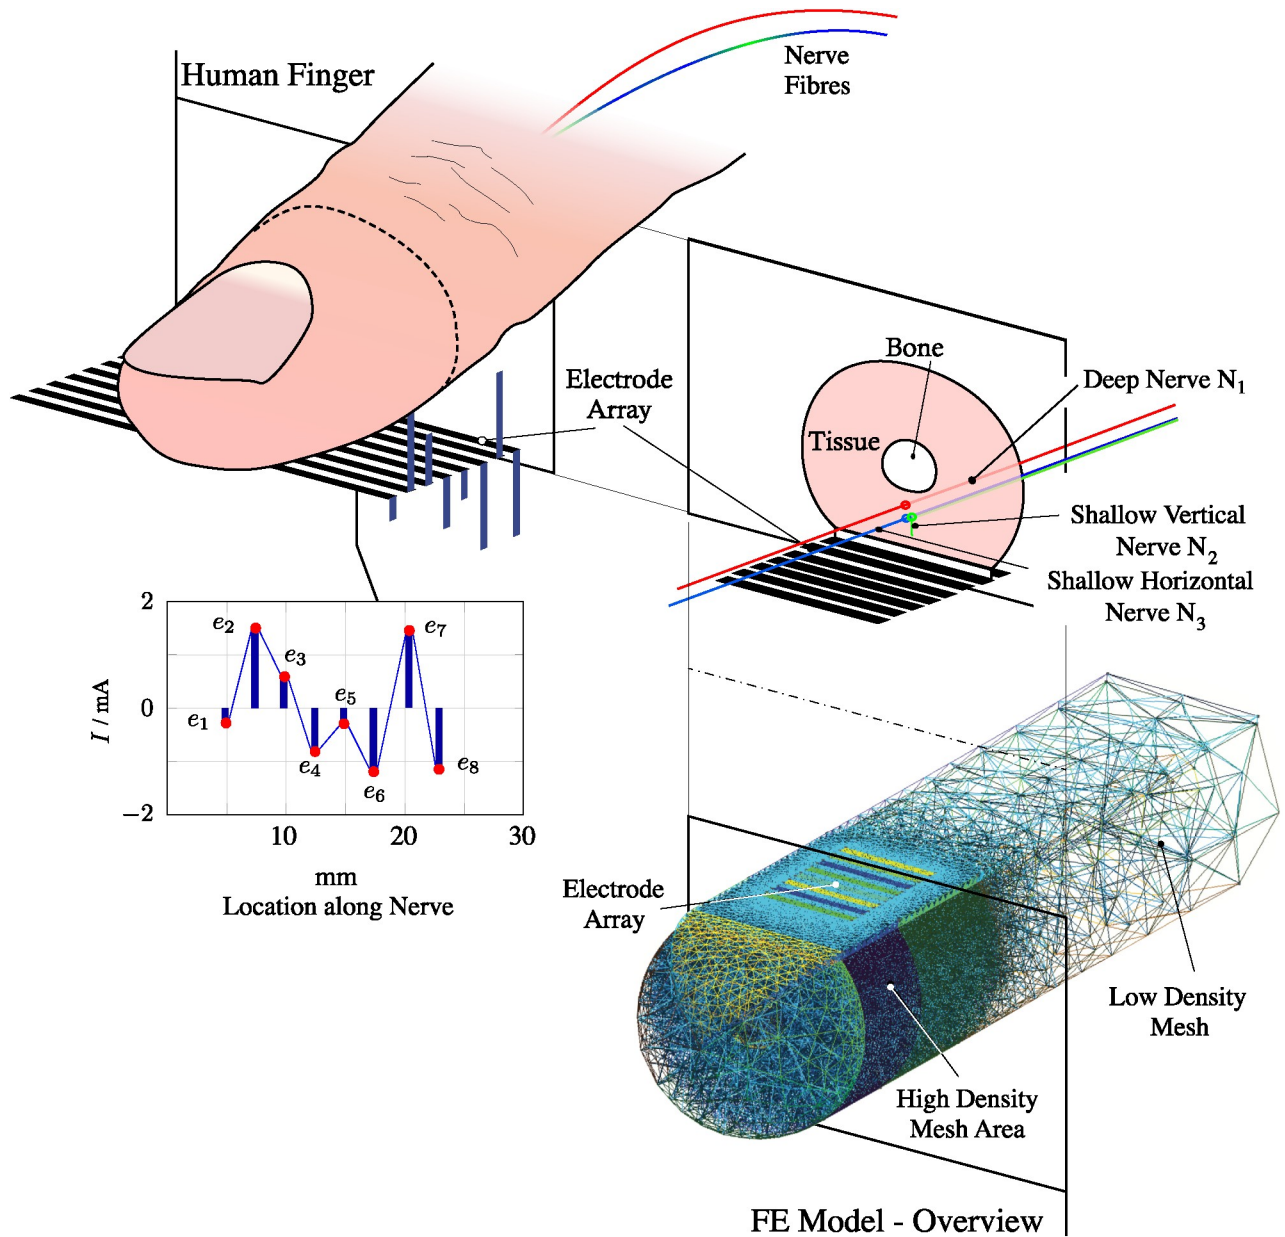 Human Finger
Nerve
Fibres
Electrode
Array
Bone
Tissue
Deep Nerve N1
Shallow Vertical
Nerve N2
Shallow Horizontal
Nerve N3
2
0
−2
I / mA
e1
e2
e3
e4
e5
e6
e7
e8
10
20
30
mm
Location along Nerve
Electrode
Array
Low Density
Mesh
High Density
Mesh Area
FE Model - Overview